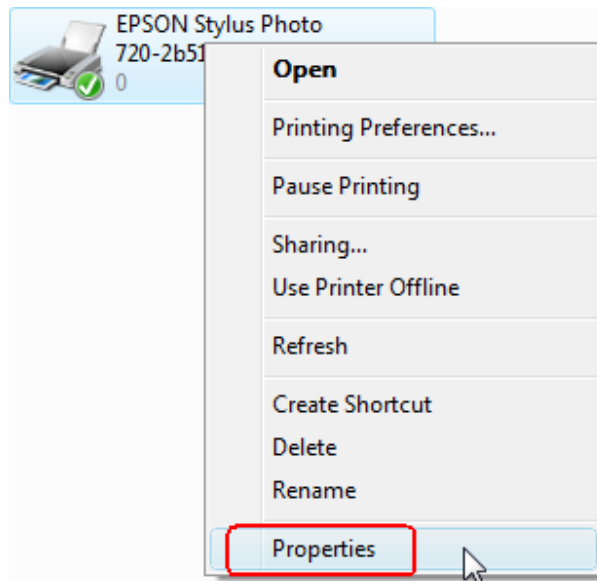 EPSON Stylus Photo
720-2b51
0
Open
Printing Preferences...
Pause Printing
Sharing...
Use Printer Offline
Refresh
Create Shortcut
Delete
Rename
Properties